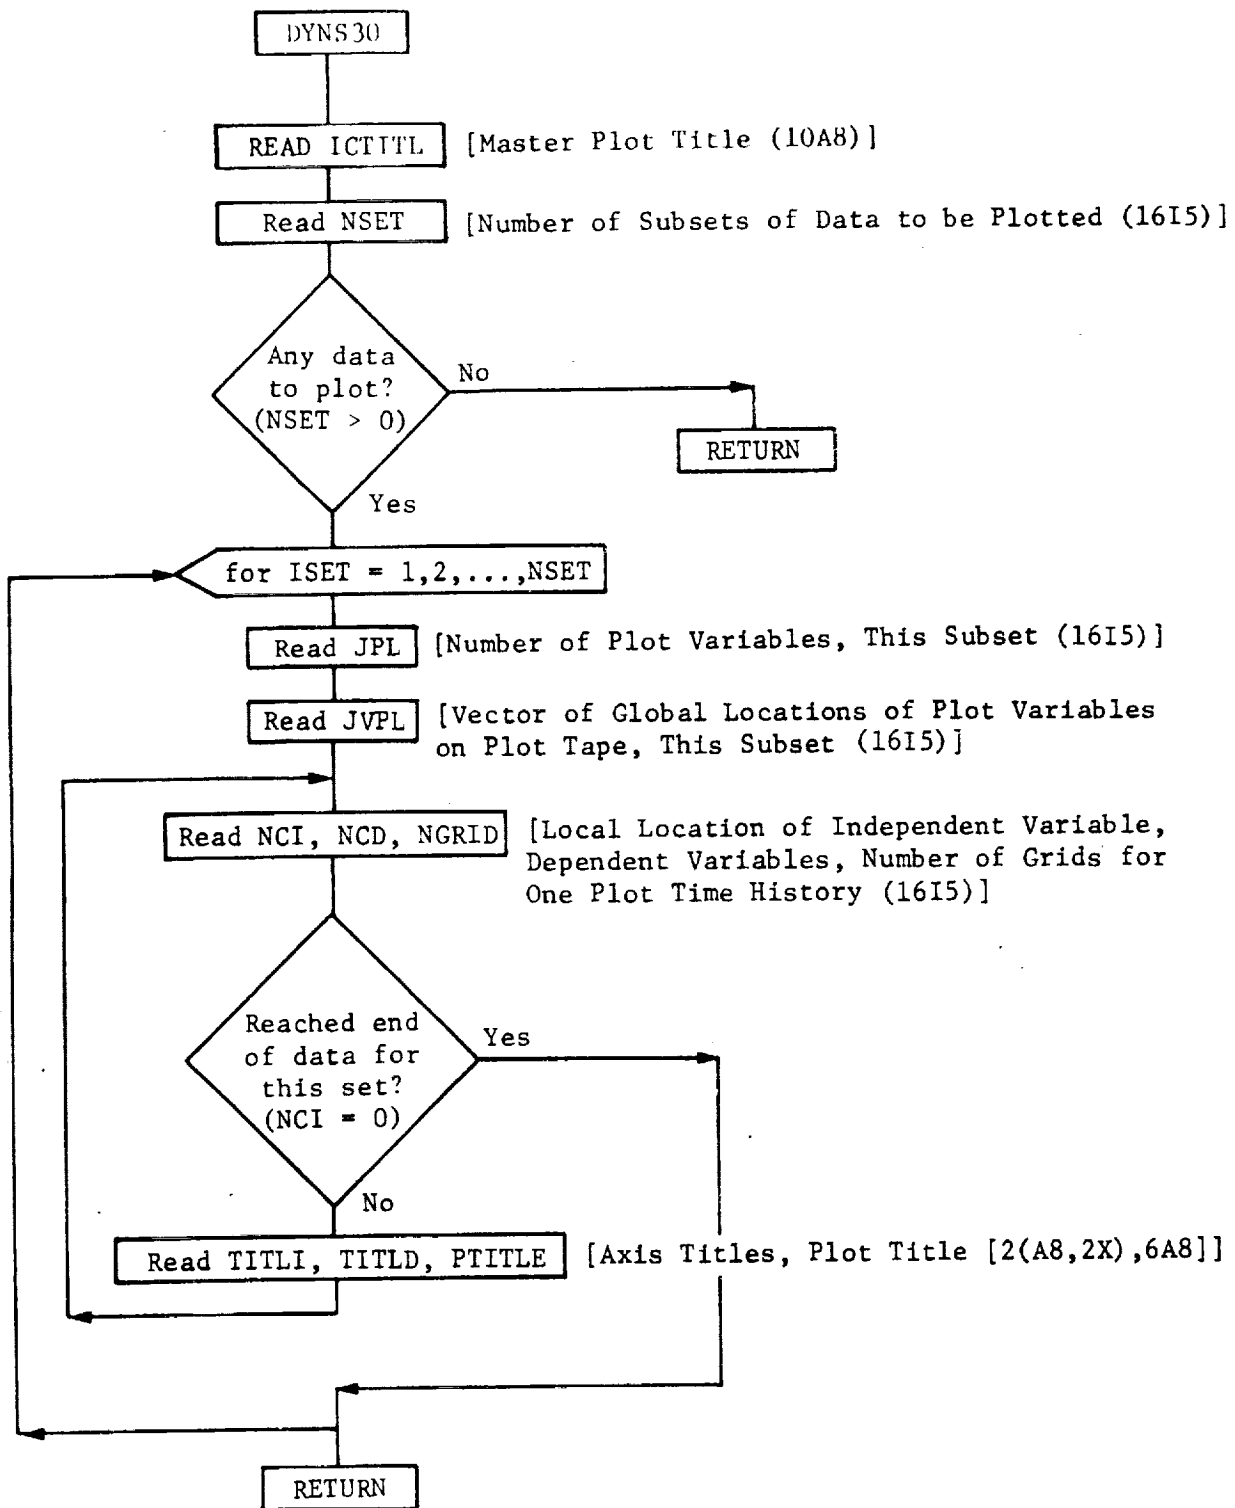 DYNS30
READ ICTITL [Master Plot Title (10A8)]
Read NSET [Number of Subsets of Data to be Plotted (16I5)]
Any data
to plot?
(NSET > 0)
No
RETURN
Yes
for ISET = 1,2,...,NSET
Read JPL [Number of Plot Variables, This Subset (16I5)]
Read JVPL [Vector of Global Locations of Plot Variables
on Plot Tape, This Subset (16I5)]
Read NCI, NCD, NGRID [Local Location of Independent Variable,
Dependent Variables, Number of Grids for
One Plot Time History (16I5)]
Reached end
of data for
this set?
(NCI = 0)
Yes
No
Read TITLI, TITLD, PTITLE [Axis Titles, Plot Title [2(A8,2X),6A8]]
RETURN